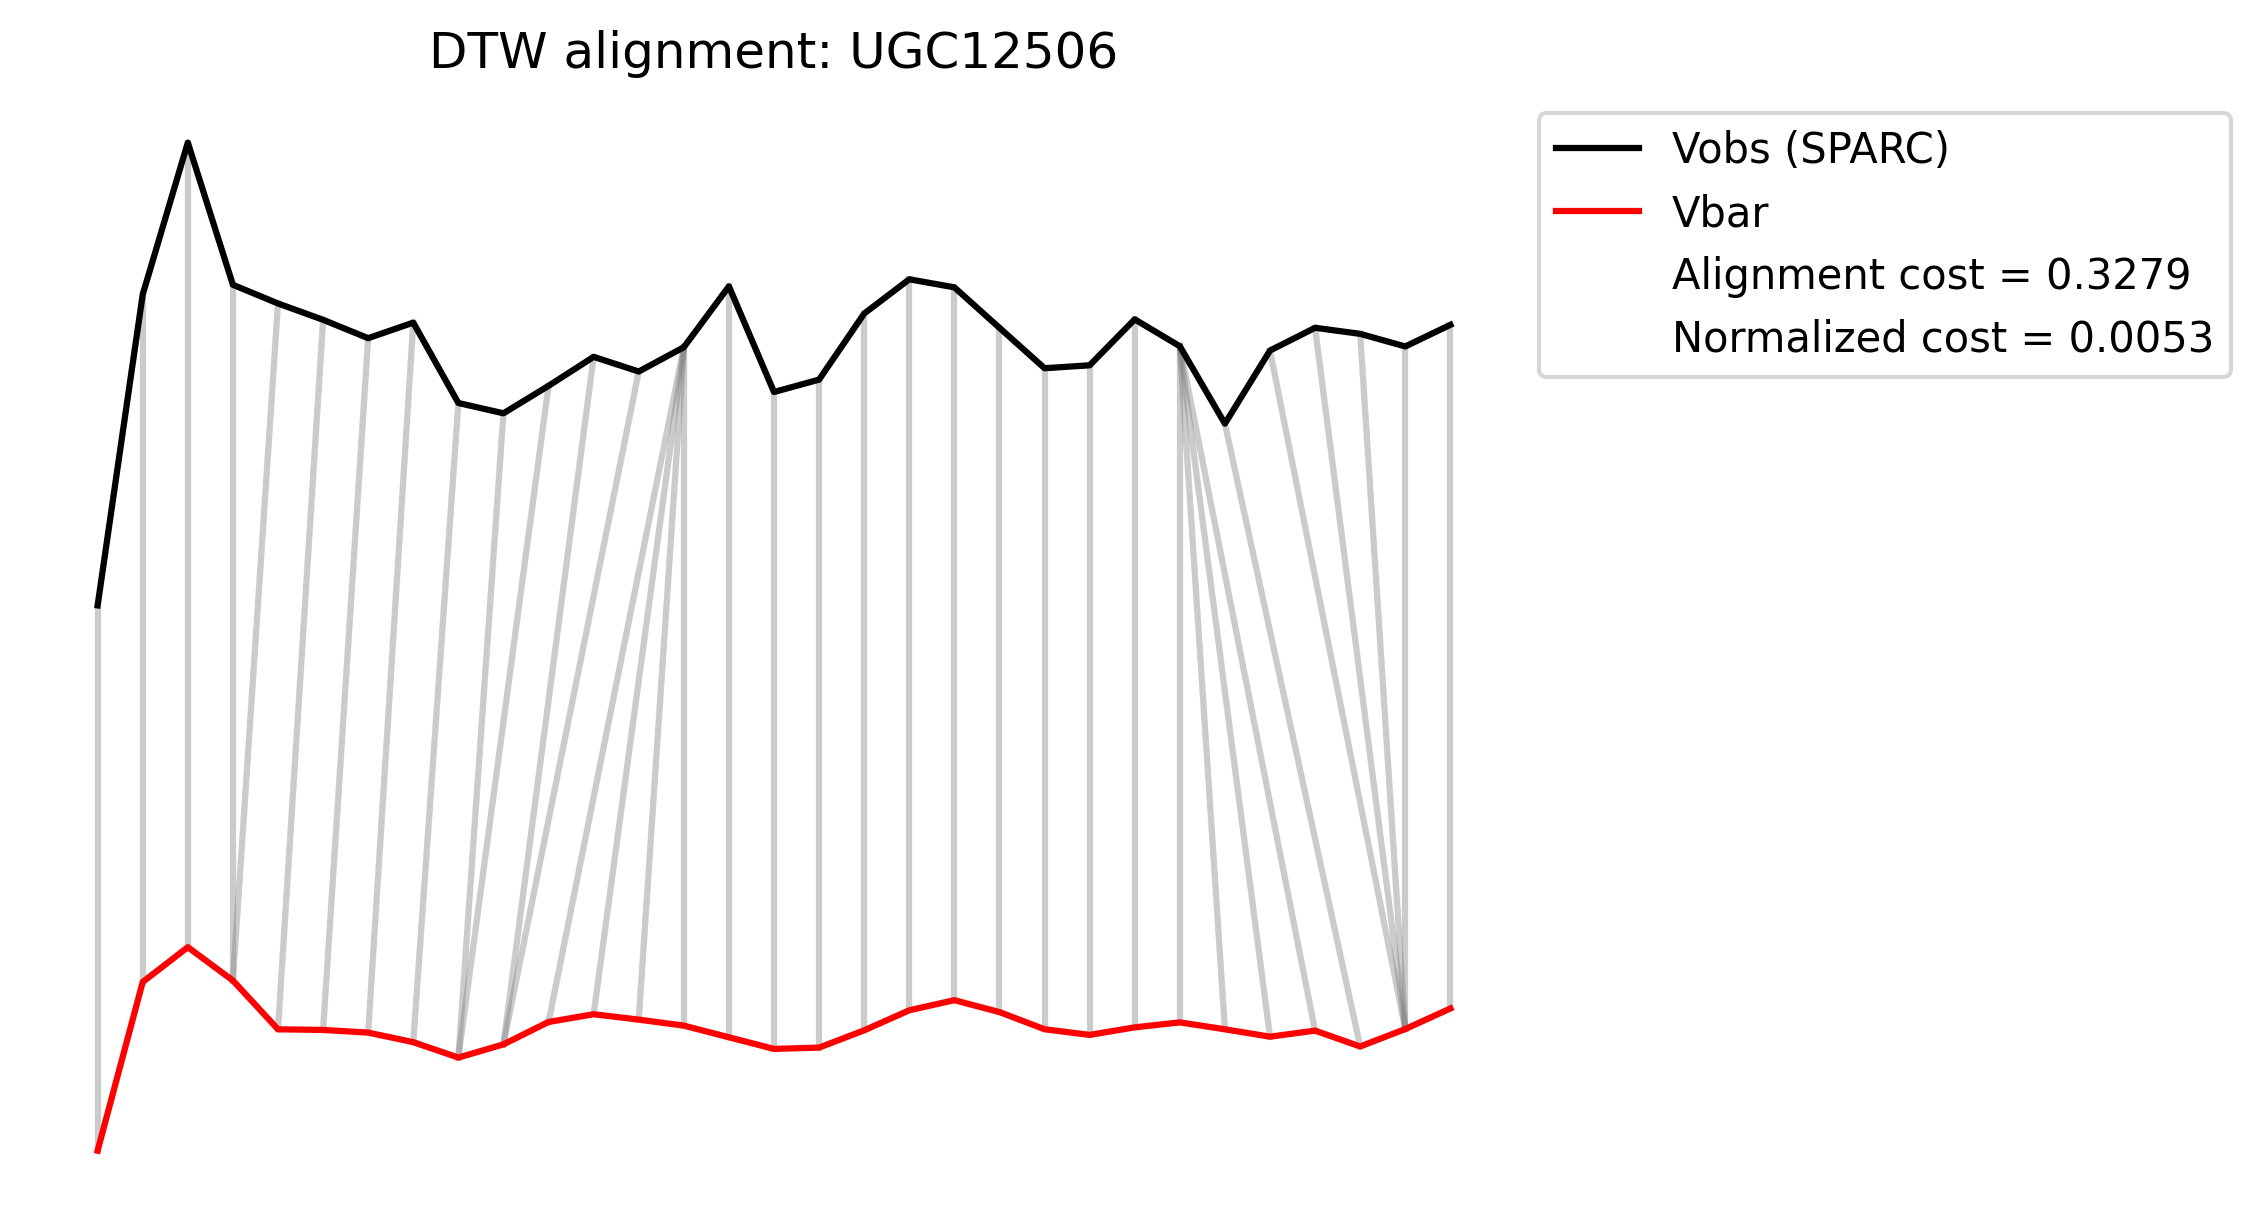 DTW alignment: UGC12506
Vobs (SPARC)
Vbar
Alignment cost = 0.3279
Normalized cost = 0.0053